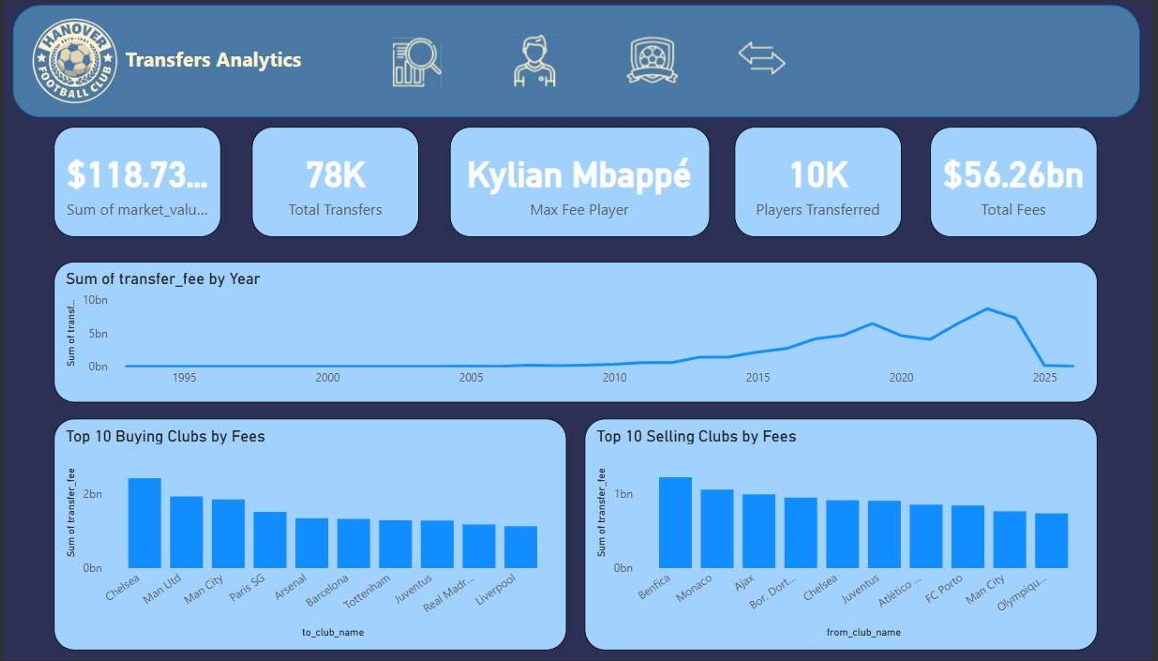 HANOVER
FOOTBALL CLUB
Transfers Analytics
$118.73...
Sum of market_valu...
78K
Total Transfers
Kylian Mbappé
Max Fee Player
10K
Players Transferred
$56.26bn
Total Fees
Sum of transfer_fee by Year
Sum of transf...
10bn
5bn
0bn
1995
2000
2005
2010
2015
2020
2025
Top 10 Buying Clubs by Fees
Sum of transfer_fee
2bn
0bn
Chelsea
Man Utd
Man City
Paris SG
Arsenal
Barcelona
Tottenham
Juventus
Real Madr...
Liverpool
to_club_name
Top 10 Selling Clubs by Fees
Sum of transfer_fee
1bn
0bn
Benfica
Monaco
Ajax
Bor. Dort...
Chelsea
Juventus
Atlético ...
FC Porto
Man City
Olympiqu...
from_club_name